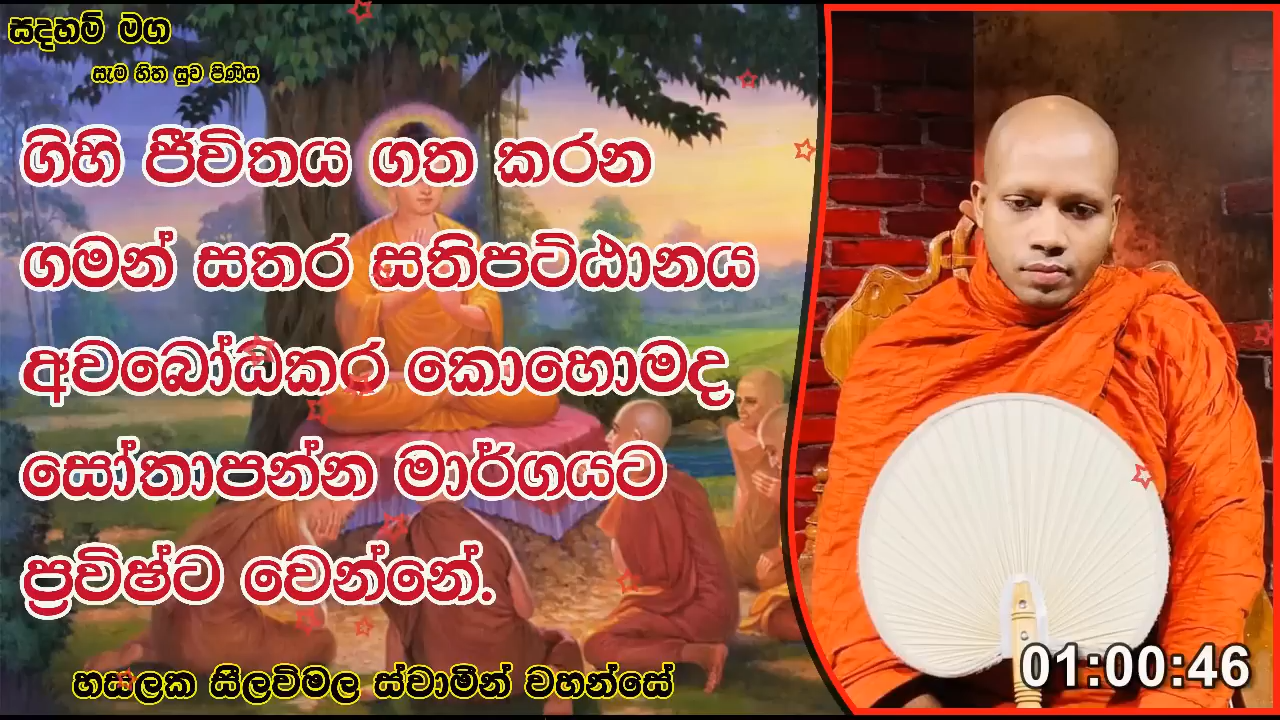 සදහම් මග
සැම හිත සුව පිණිස
ගිහි ජීවිතය ගත කරන
ගමන් සතර සතිපට්ඨානය
අවබෝධකර කොහොමද
සෝතාපන්න මාර්ගයට
ප්‍රවිෂ්ට වෙන්නේ.
හසලක සීලවිමල ස්වාමීන් වහන්සේ
01:00:46